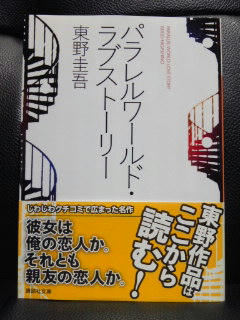 パラレルワールド・
ラブストーリー
東野圭吾
PARALLEL WORLD LOVE STORY
KEIGO HIGASHINO
じわじわクチコミで広まった名作
彼女は
俺の恋人か。
それとも
親友の恋人か。
東野作品は
ここから
読む!
講談社文庫